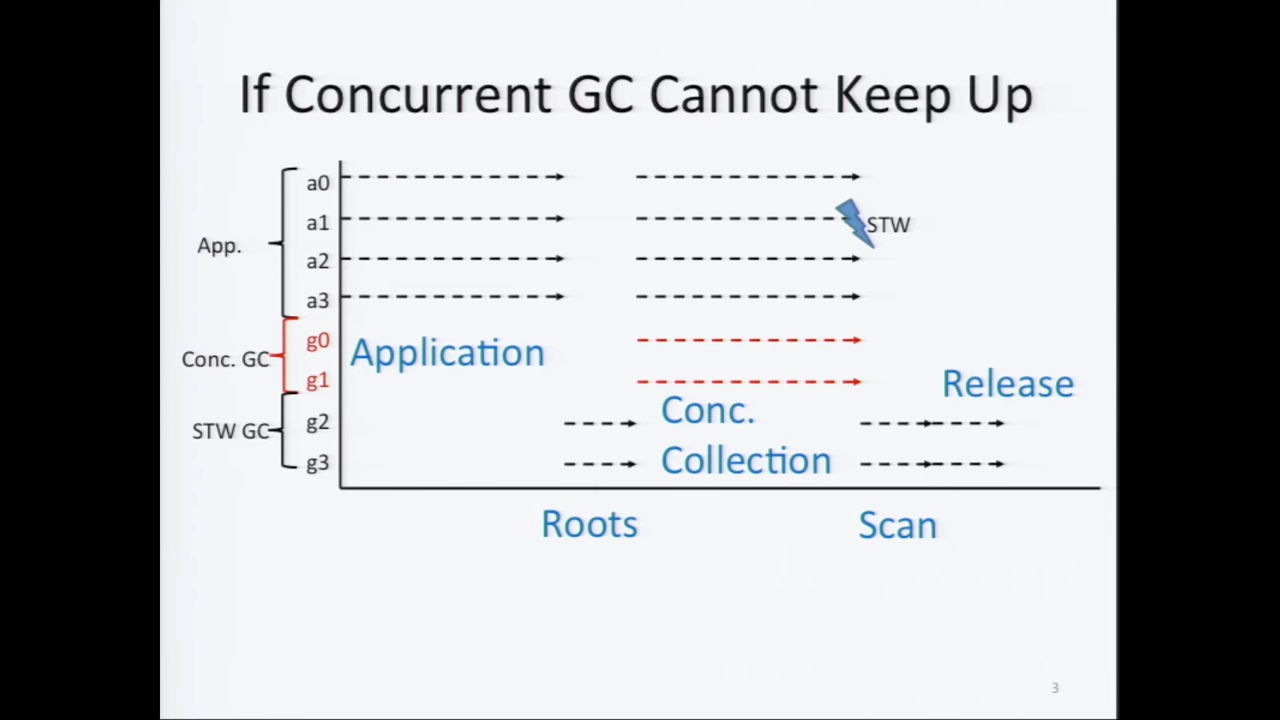 If Concurrent GC Cannot Keep Up
a0
a1
STW
App.
a2
a3
g0
Application
Conc. GC
g1
Release
Conc.
g2
STW GC
g3
Collection
Roots
Scan
3